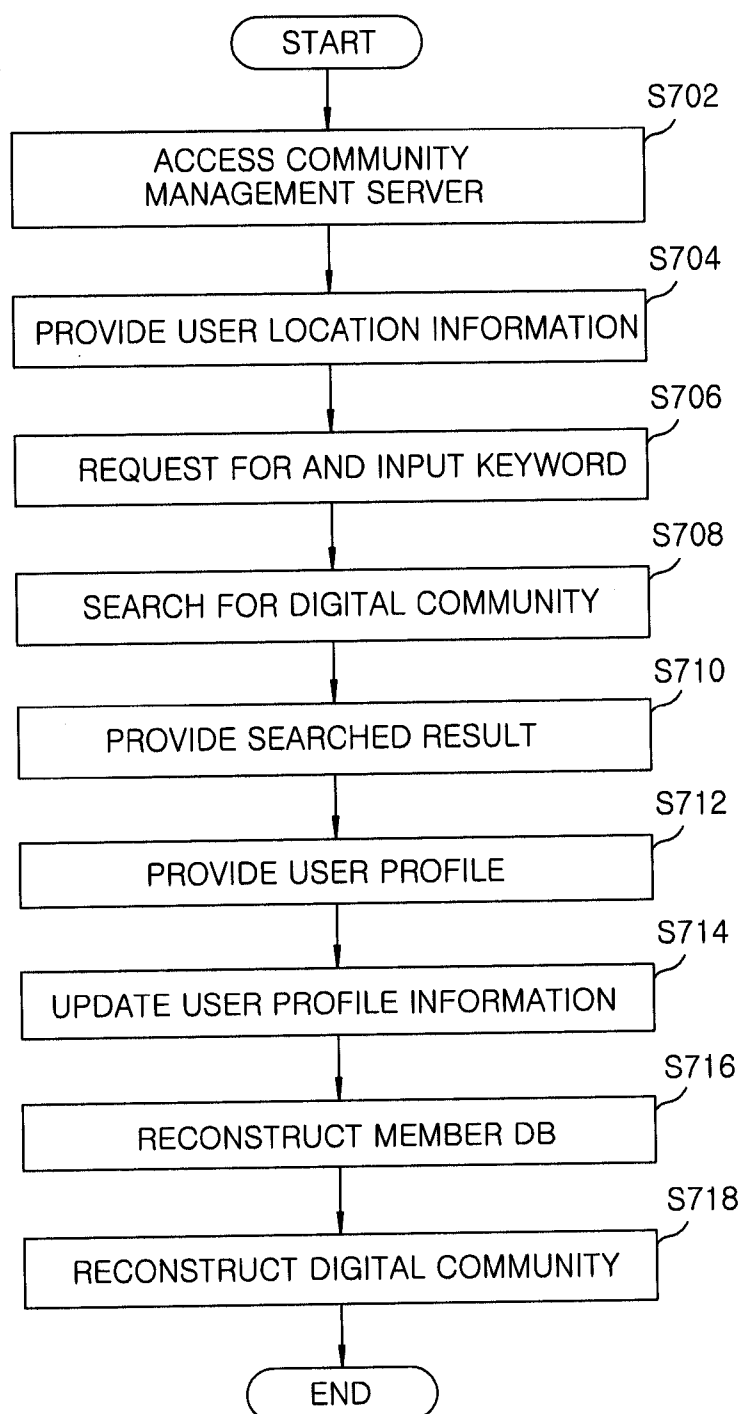 START
S702
ACCESS COMMUNITY
MANAGEMENT SERVER
S704
PROVIDE USER LOCATION INFORMATION
S706
REQUEST FOR AND INPUT KEYWORD
S708
SEARCH FOR DIGITAL COMMUNITY
S710
PROVIDE SEARCHED RESULT
S712
PROVIDE USER PROFILE
S714
UPDATE USER PROFILE INFORMATION
S716
RECONSTRUCT MEMBER DB
S718
RECONSTRUCT DIGITAL COMMUNITY
END